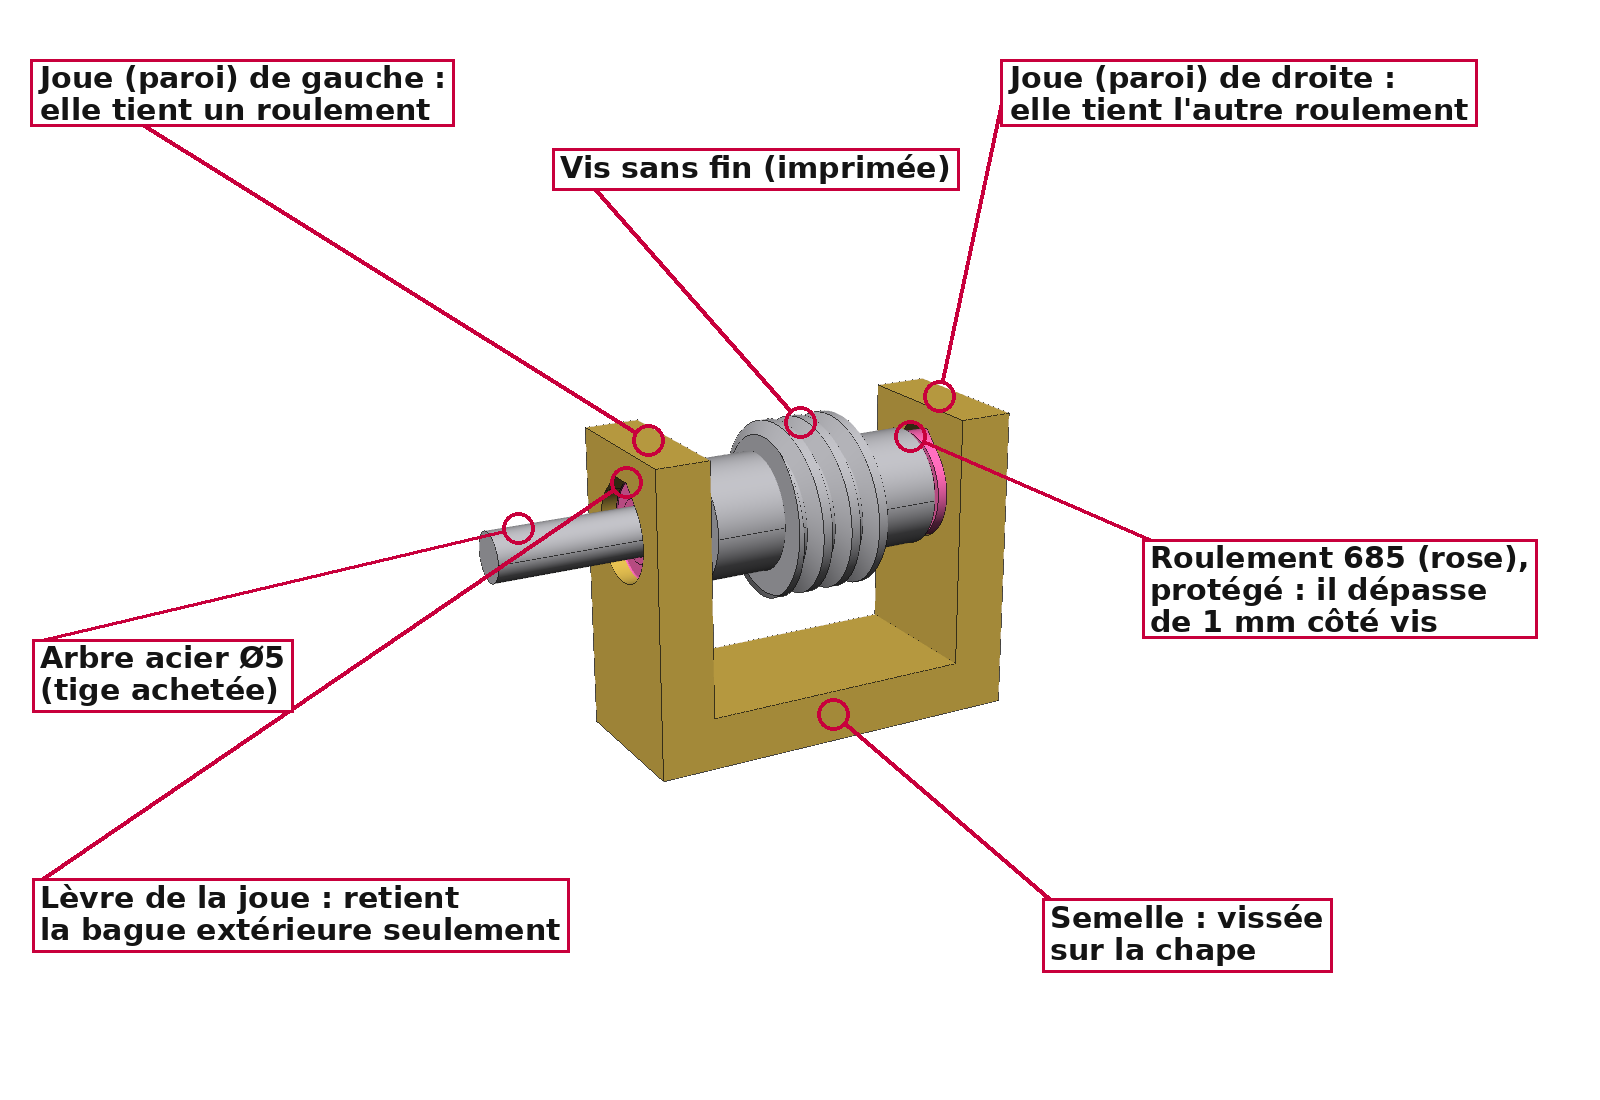 Joue (paroi) de gauche :
elle tient un roulement
Joue (paroi) de droite :
elle tient l'autre roulement
Vis sans fin (imprimée)
Roulement 685 (rose),
protégé : il dépasse
de 1 mm côté vis
Arbre acier Ø5
(tige achetée)
Lèvre de la joue : retient
la bague extérieure seulement
Semelle : vissée
sur la chape